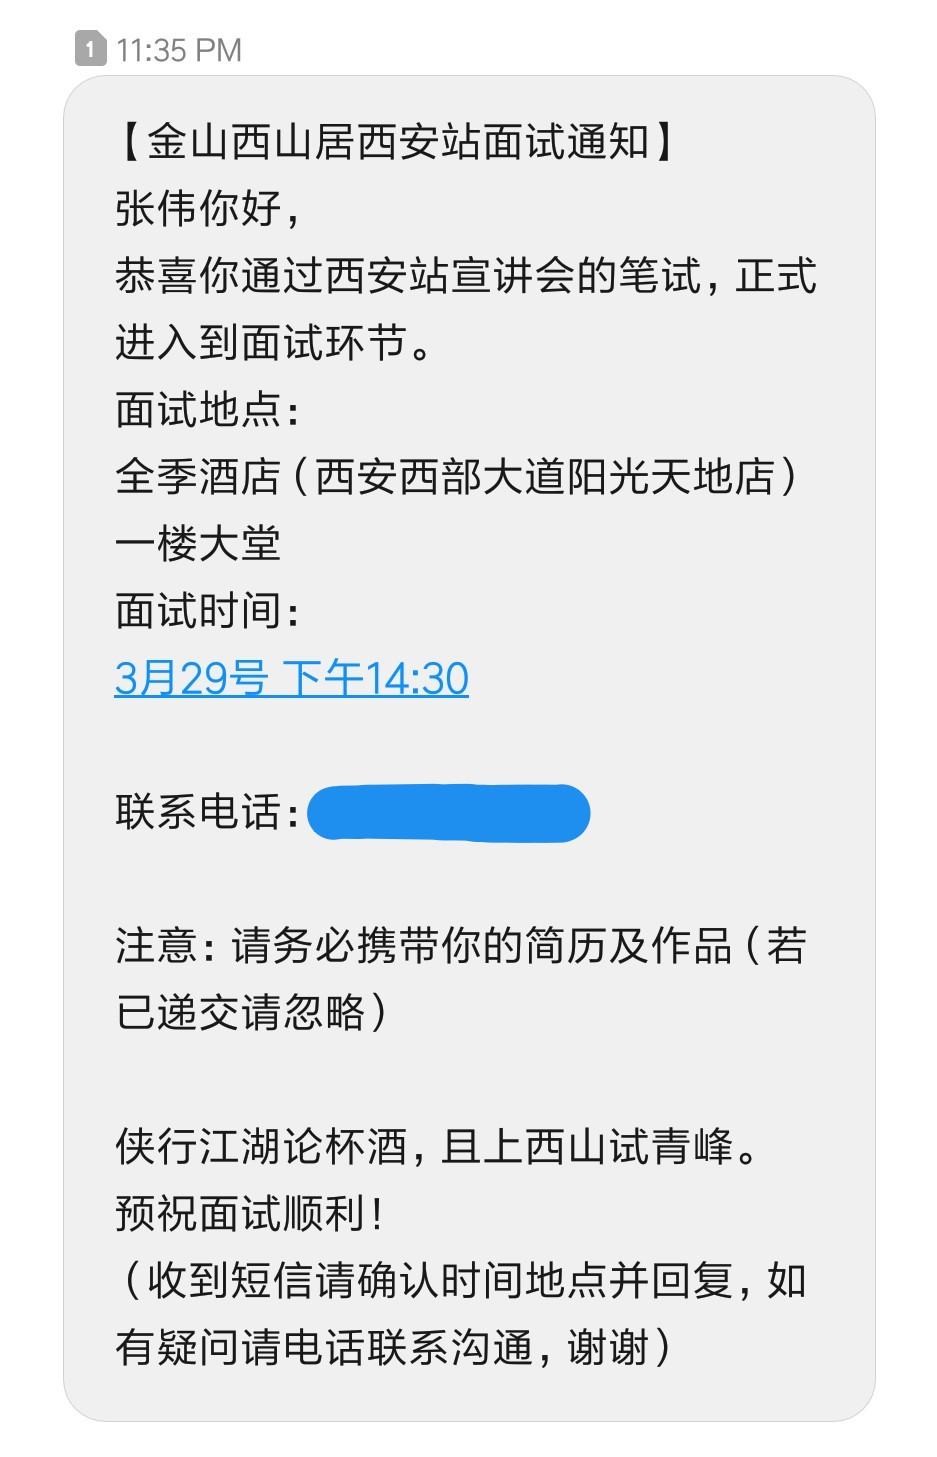 1 11:35 PM
【金山西山居西安站面试通知】
张伟你好，
恭喜你通过西安站宣讲会的笔试，正式
进入到面试环节。
面试地点：
全季酒店（西安西部大道阳光天地店）
一楼大堂
面试时间：
3月29号 下午14:30
联系电话：
注意：请务必携带你的简历及作品（若
已递交请忽略）
侠行江湖论杯酒，且上西山试青峰。
预祝面试顺利！
（收到短信请确认时间地点并回复，如
有疑问请电话联系沟通，谢谢）